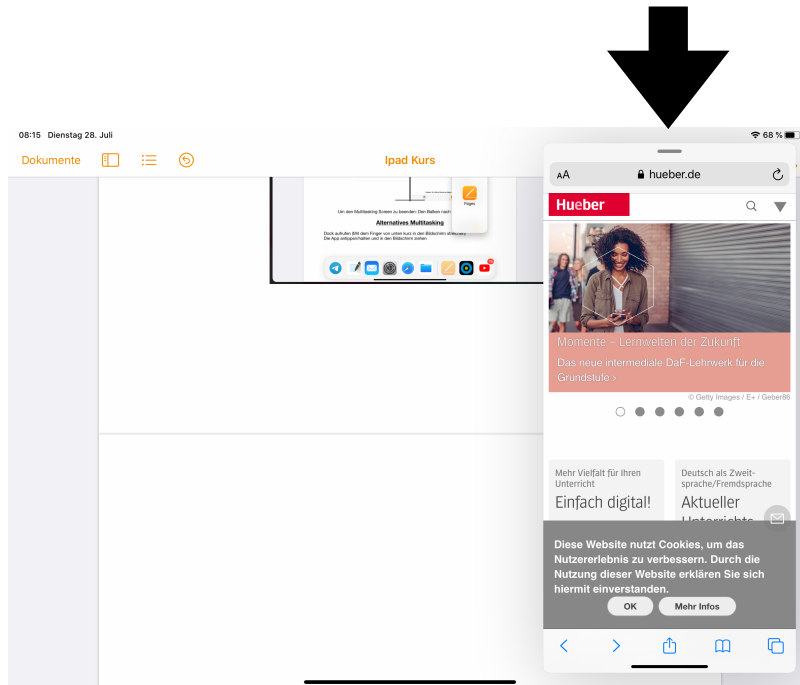 08:15 Dienstag 28. Juli
68 %
Dokumente
Ipad Kurs
Pages
Um den Multitasking Screen zu beenden: Den Balken nach
Alternatives Multitasking
Dock aufrufen (Mit dem Finger von unten kurz in den Bildschirm streichen)
Die App antippen/halten und in den Bildschirm ziehen
AA
hueber.de
Hueber
Momente – Lernwelten der Zukunft
Das neue intermediale DaF-Lehrwerk für die
Grundstufe >
© Getty Images / E+ / Geber86
Mehr Vielfalt für Ihren
Unterricht
Einfach digital!
Deutsch als Zweit-
sprache/Fremdsprache
Aktueller
Unterrichts
Diese Website nutzt Cookies, um das
Nutzererlebnis zu verbessern. Durch die
Nutzung dieser Website erklären Sie sich
hiermit einverstanden.
OK
Mehr Infos